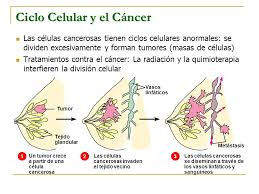 Ciclo Celular y el Cáncer
Las células cancerosas tienen ciclos celulares anormales: se
dividen excesivamente y forman tumores (masas de células)
Tratamientos contra el cáncer: La radiación y la quimioterapia
interfieren la división celular
Vasos
linfáticos
Tumor
Tejido
glandular
Metástasis
1 Un tumor crece
a partir de una
célula
cancerosa
2 Las células
cancerosas invaden
el tejido vecino
3 Las células cancerosas
se diseminan a través de
los vasos linfáticos y
sanguíneos